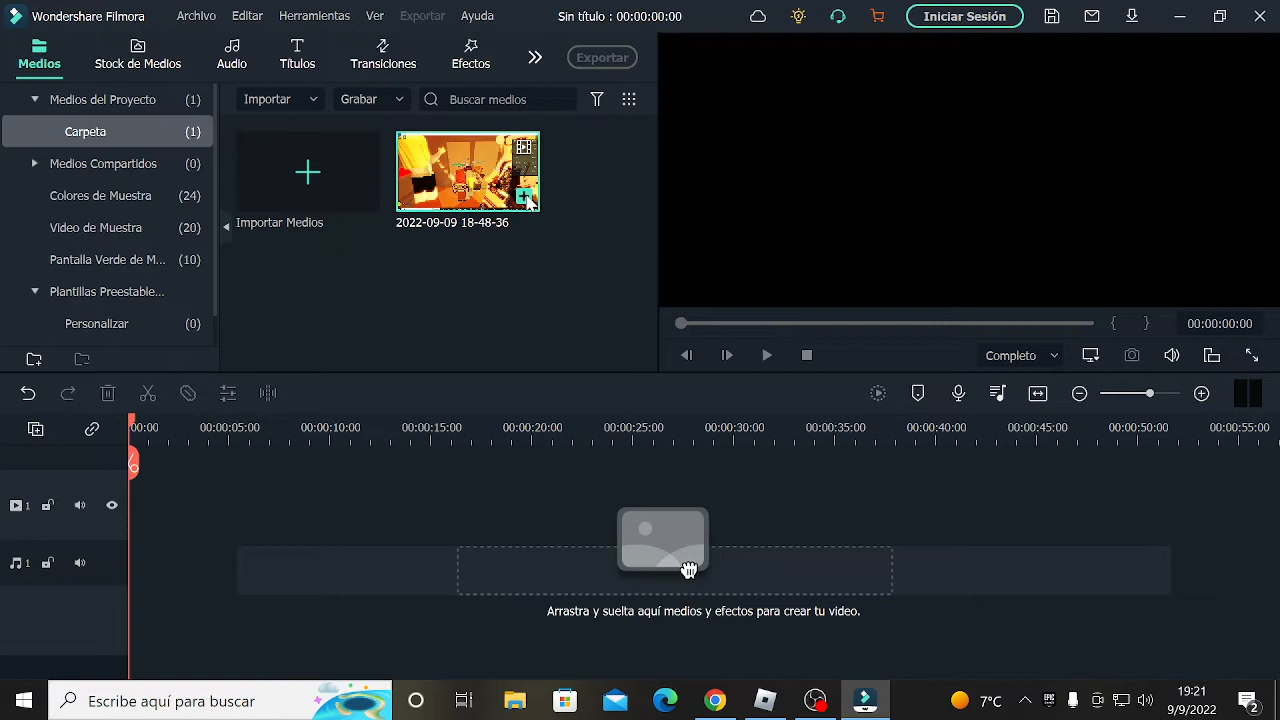 Wondershare Filmora Archivo Editar Herramientas Ver Exportar Ayuda Sin título : 00:00:00:00 Iniciar Sesión
Medios Stock de Medios Audio Títulos Transiciones Efectos Exportar
Medios del Proyecto (1) Importar Grabar Buscar medios
Carpeta (1)
Medios Compartidos (0)
Colores de Muestra (24)
Video de Muestra (20)
Pantalla Verde de M... (10)
Plantillas Preestable...
Personalizar (0)
Importar Medios 2022-09-09 18-48-36
{ } 00:00:00:00
Completo
:00:00 00:00:05:00 00:00:10:00 00:00:15:00 00:00:20:00 00:00:25:00 00:00:30:00 00:00:35:00 00:00:40:00 00:00:45:00 00:00:50:00 00:00:55:00
1
1
Arrastra y suelta aquí medios y efectos para crear tu video.
Escribe aquí para buscar 7°C 19:21
9/9/2022 2